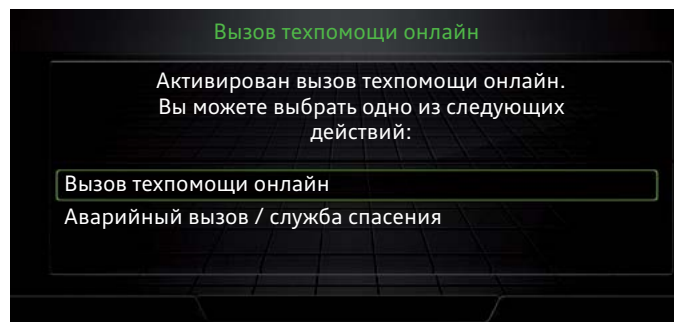 Вызов техпомощи онлайн
Активирован вызов техпомощи онлайн.
Вы можете выбрать одно из следующих
действий:
Вызов техпомощи онлайн
Аварийный вызов / служба спасения